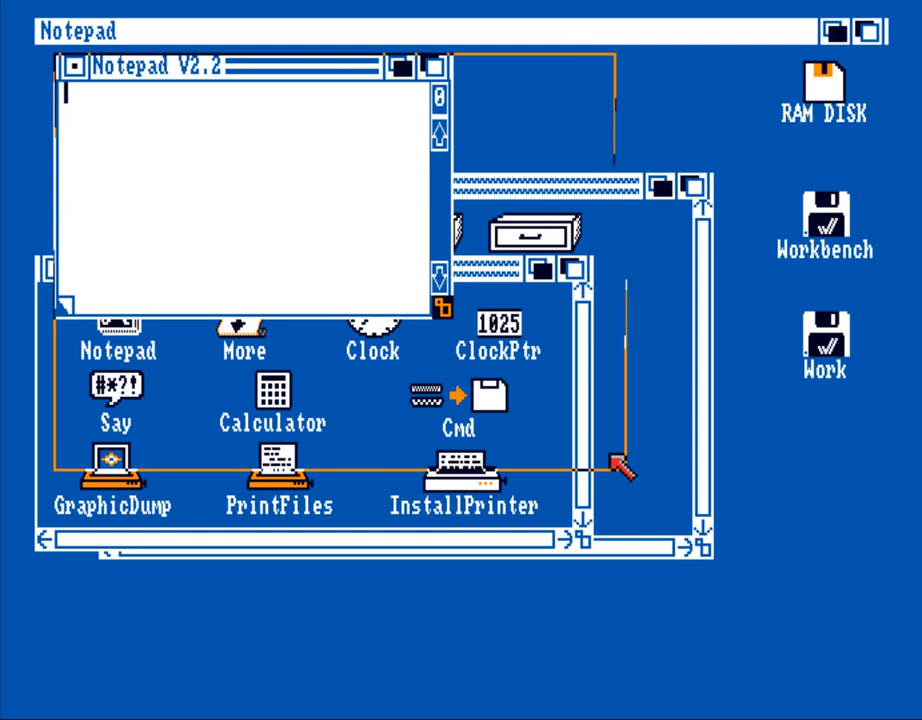 Notepad
Notepad V2.2
0
RAM DISK
Workbench
Work
1025
Notepad
More
Clock
ClockPtr
#*?!
Say
Calculator
Cmd
GraphicDump
PrintFiles
InstallPrinter